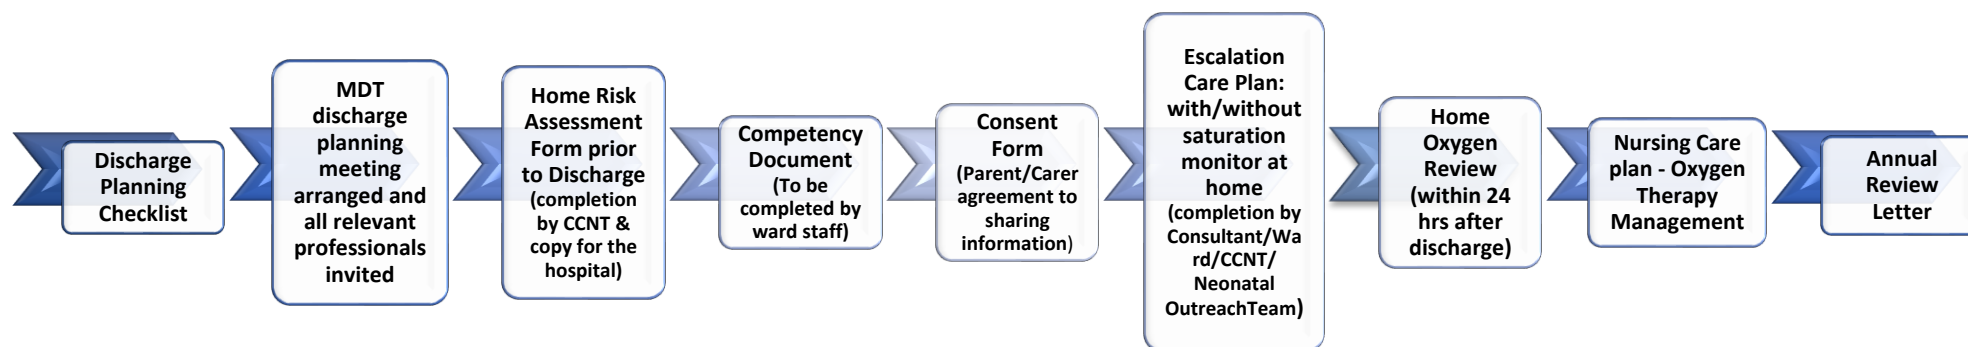 Discharge
Planning
Checklist
MDT
discharge
planning
meeting
arranged and
all relevant
professionals
invited
Home Risk
Assessment
Form prior
to Discharge
(completion
by CCNT &
copy for the
hospital)
Competency
Document
(To be
completed by
ward staff)
Consent
Form
(Parent/Carer
agreement to
sharing
information)
Escalation
Care Plan:
with/without
saturation
monitor at
home
(completion by
Consultant/Wa
rd/CCNT/
Neonatal
OutreachTeam)
Home
Oxygen
Review
(within 24
hrs after
discharge)
Nursing Care
plan - Oxygen
Therapy
Management
Annual
Review
Letter